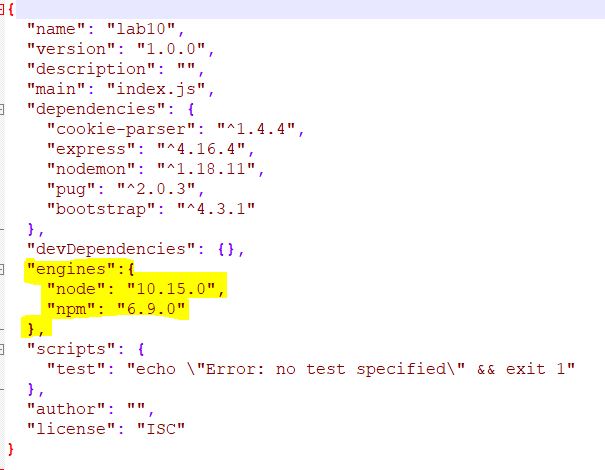 {
  "name": "lab10",
  "version": "1.0.0",
  "description": "",
  "main": "index.js",
  "dependencies": {
    "cookie-parser": "^1.4.4",
    "express": "^4.16.4",
    "nodemon": "^1.18.11",
    "pug": "^2.0.3",
    "bootstrap": "^4.3.1"
  },
  "devDependencies": {},
  "engines":{
    "node": "10.15.0",
    "npm": "6.9.0"
  },
  "scripts": {
    "test": "echo \"Error: no test specified\" && exit 1"
  },
  "author": "",
  "license": "ISC"
}